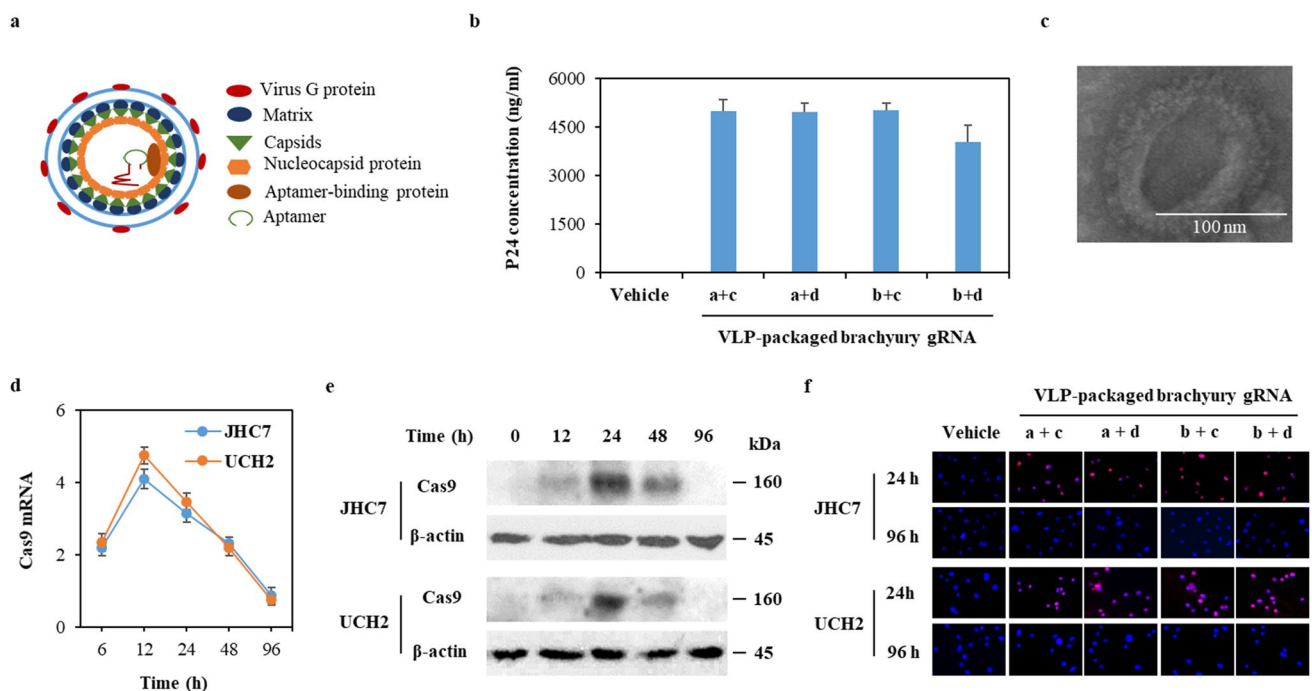 a
Virus G protein
Matrix
Capsids
Nucleocapsid protein
Aptamer-binding protein
Aptamer
b
P24 concentration (ng/ml)
6000
4500
3000
1500
0
Vehicle a+c a+d b+c b+d
VLP-packaged brachyury gRNA
c
100 nm
d
Cas9 mRNA
6
4
2
0
JHC7
UCH2
6 12 24 48 96
Time (h)
e
Time (h) 0 12 24 48 96 kDa
JHC7
Cas9 160
β-actin 45
UCH2
Cas9 160
β-actin 45
f
VLP-packaged brachyury gRNA
Vehicle a + c a + d b + c b + d
JHC7
24 h
96 h
UCH2
24h
96 h